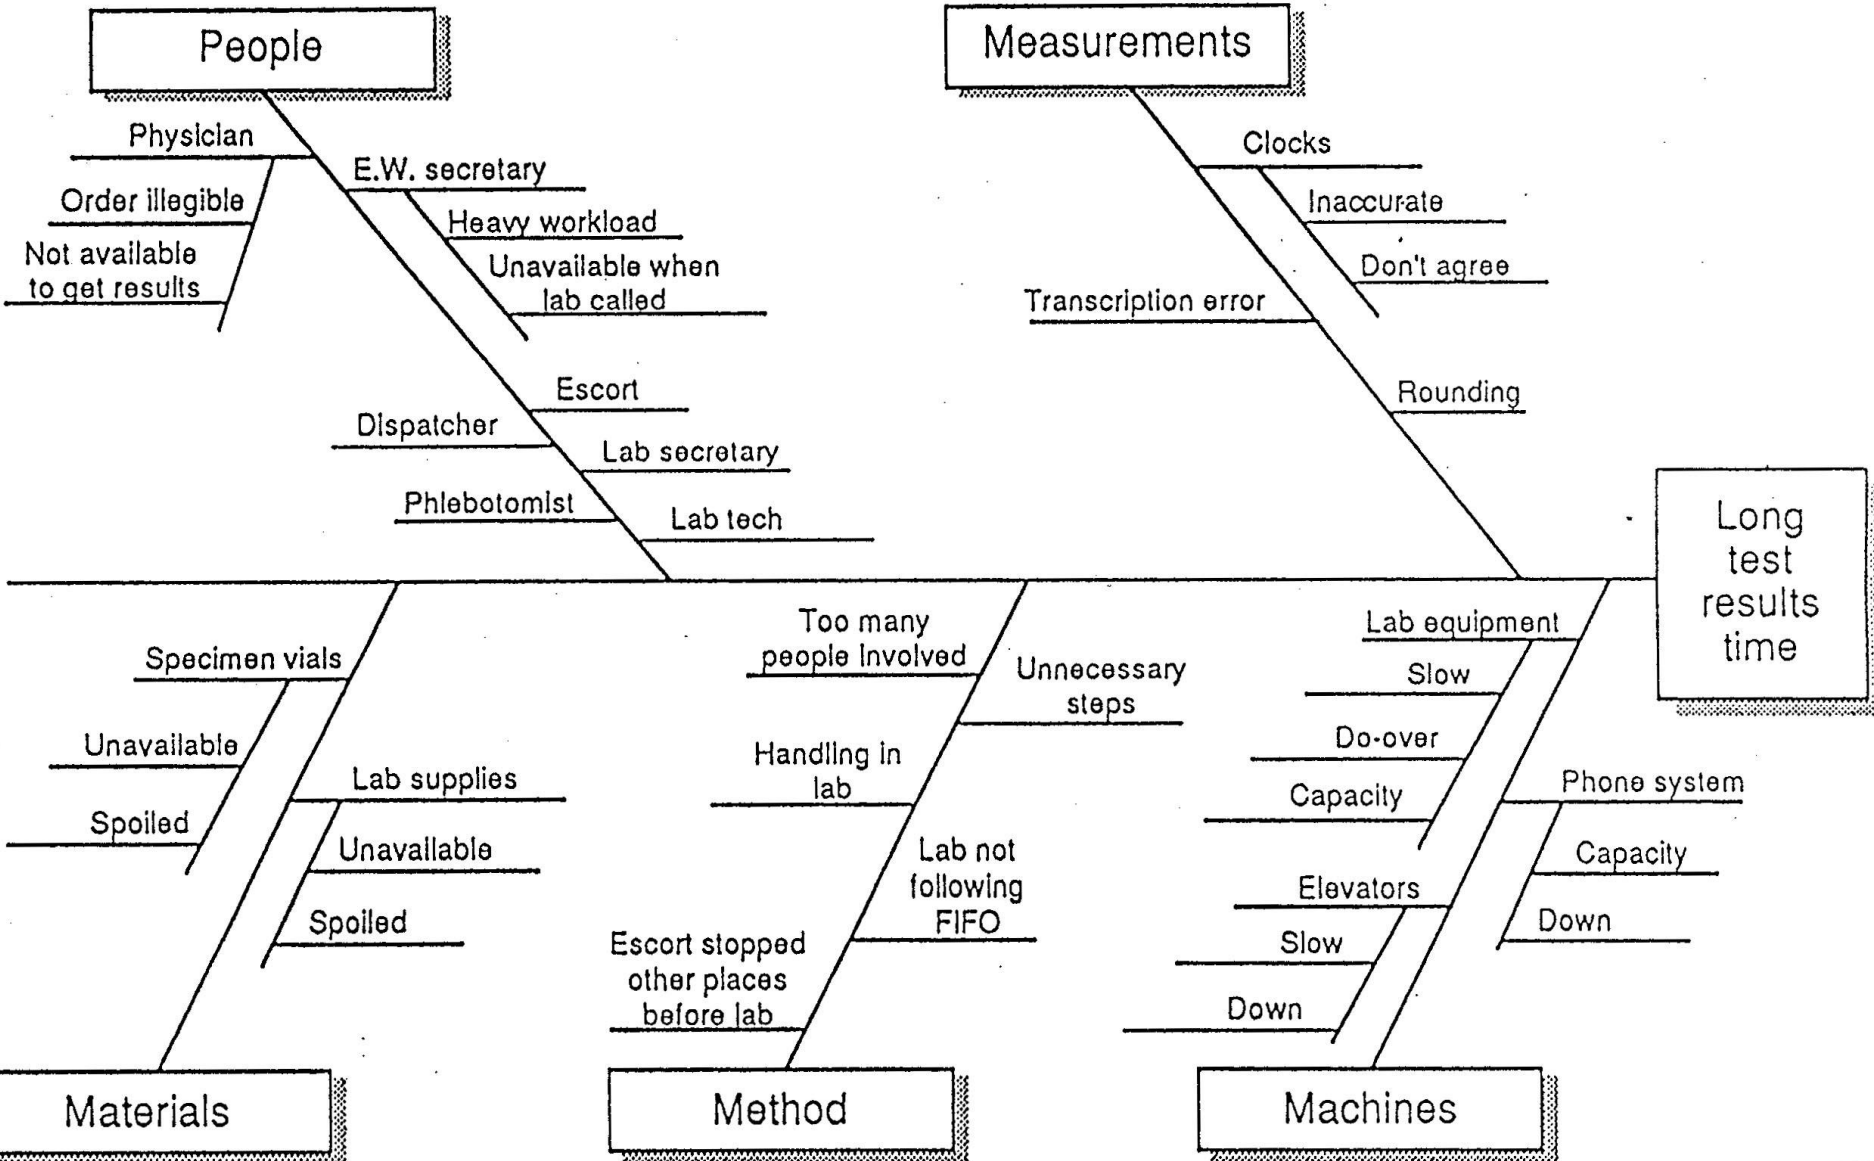 People
Physician
Order illegible
Not available
to get results
E.W. secretary
Heavy workload
Unavailable when
lab called
Escort
Dispatcher
Lab secretary
Phlebotomist
Lab tech
Measurements
Clocks
Inaccurate
Don't agree
Transcription error
Rounding
Long
test
results
time
Specimen vials
Unavailable
Spoiled
Lab supplies
Unavailable
Spoiled
Materials
Too many
people involved
Unnecessary
steps
Handling in
lab
Lab not
following
FIFO
Escort stopped
other places
before lab
Method
Lab equipment
Slow
Do-over
Capacity
Phone system
Capacity
Down
Elevators
Slow
Down
Machines